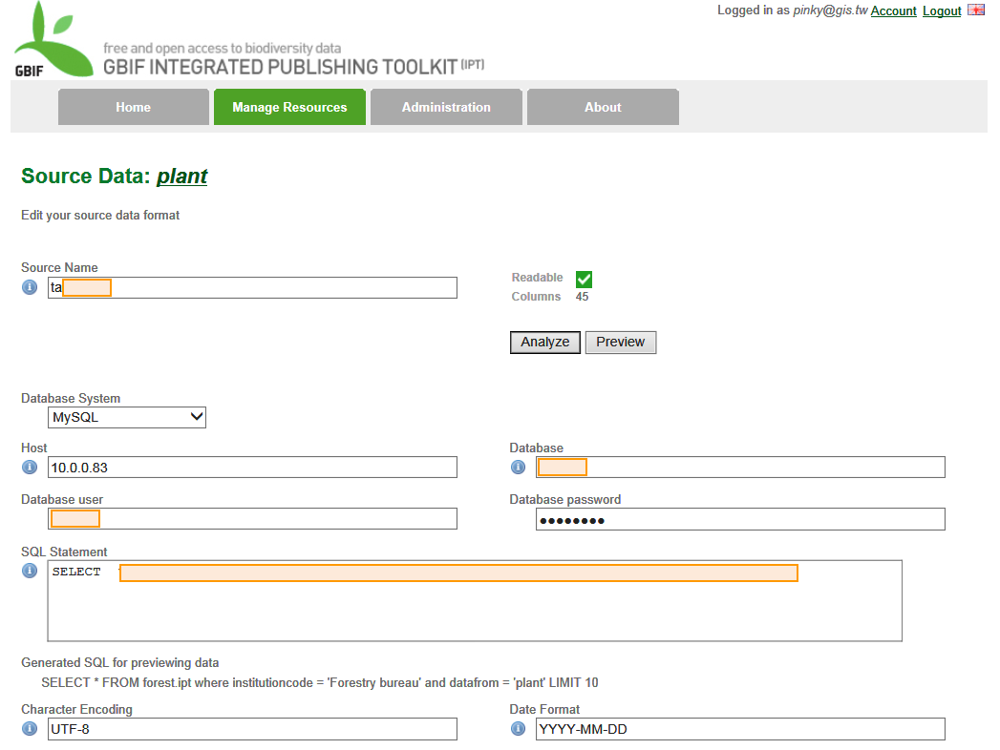 Logged in as pinky@gis.tw Account Logout
free and open access to biodiversity data
GBIF INTEGRATED PUBLISHING TOOLKIT (IPT)
GBIF
Home Manage Resources Administration About
Source Data: plant
Edit your source data format
Source Name
ta
Readable
Columns 45
Analyze Preview
Database System
MySQL
Host Database
10.0.0.83
Database user Database password
●●●●●●●●
SQL Statement
SELECT
Generated SQL for previewing data
SELECT * FROM forest.ipt where institutioncode = 'Forestry bureau' and datafrom = 'plant' LIMIT 10
Character Encoding Date Format
UTF-8 YYYY-MM-DD